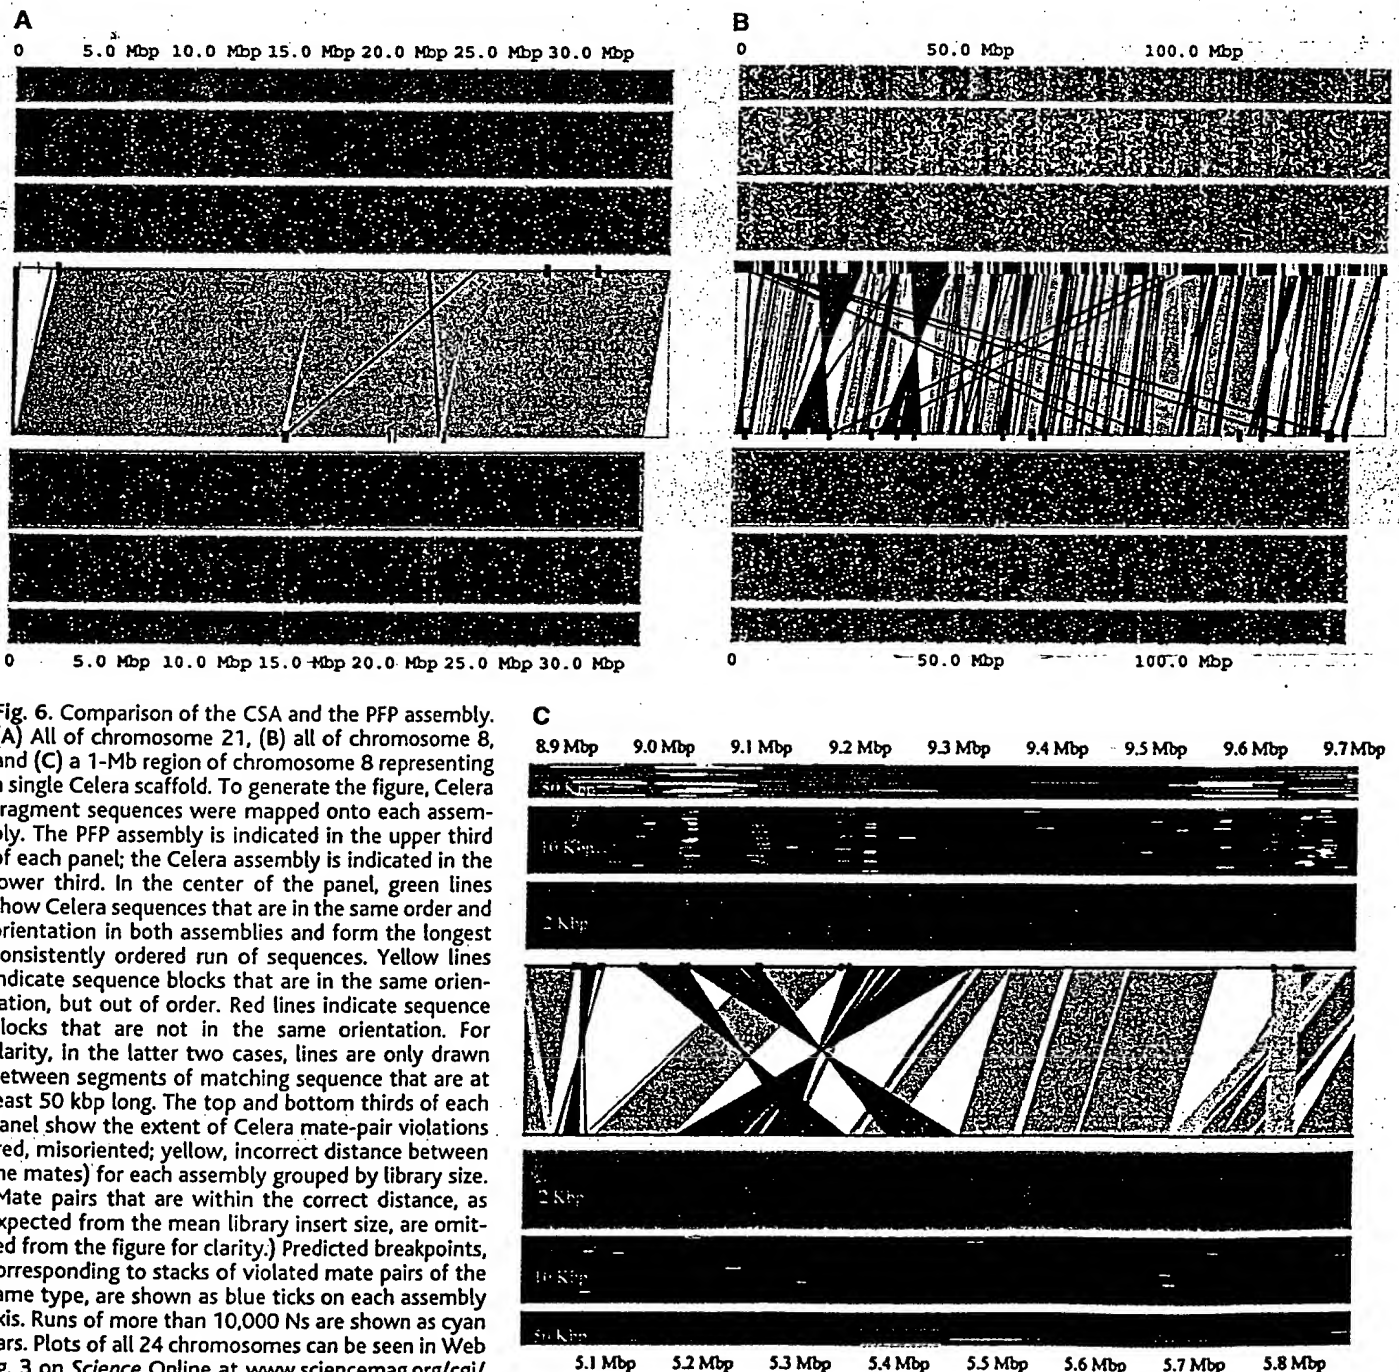 A
0 5.0 Mbp 10.0 Mbp 15.0 Mbp 20.0 Mbp 25.0 Mbp 30.0 Mbp
0 5.0 Mbp 10.0 Mbp 15.0 Mbp 20.0 Mbp 25.0 Mbp 30.0 Mbp
B
0 50.0 Mbp 100.0 Mbp
0 50.0 Mbp 100.0 Mbp
Fig. 6. Comparison of the CSA and the PFP assembly.
(A) All of chromosome 21, (B) all of chromosome 8,
and (C) a 1-Mb region of chromosome 8 representing
a single Celera scaffold. To generate the figure, Celera
fragment sequences were mapped onto each assem-
bly. The PFP assembly is indicated in the upper third
of each panel; the Celera assembly is indicated in the
lower third. In the center of the panel, green lines
show Celera sequences that are in the same order and
orientation in both assemblies and form the longest
consistently ordered run of sequences. Yellow lines
indicate sequence blocks that are in the same orien-
tation, but out of order. Red lines indicate sequence
blocks that are not in the same orientation. For
clarity, in the latter two cases, lines are only drawn
between segments of matching sequence that are at
least 50 kbp long. The top and bottom thirds of each
panel show the extent of Celera mate-pair violations
(red, misoriented; yellow, incorrect distance between
the mates) for each assembly grouped by library size.
(Mate pairs that are within the correct distance, as
expected from the mean library insert size, are omit-
ted from the figure for clarity.) Predicted breakpoints,
corresponding to stacks of violated mate pairs of the
same type, are shown as blue ticks on each assembly
axis. Runs of more than 10,000 Ns are shown as cyan
bars. Plots of all 24 chromosomes can be seen in Web
fig. 3 on Science Online at www.sciencemag.org/cgi/
C
8.9 Mbp 9.0 Mbp 9.1 Mbp 9.2 Mbp 9.3 Mbp 9.4 Mbp 9.5 Mbp 9.6 Mbp 9.7 Mbp
50 Kbp
10 Kbp
2 Kbp
2 Kbp
10 Kbp
50 Kbp
5.1 Mbp 5.2 Mbp 5.3 Mbp 5.4 Mbp 5.5 Mbp 5.6 Mbp 5.7 Mbp 5.8 Mbp